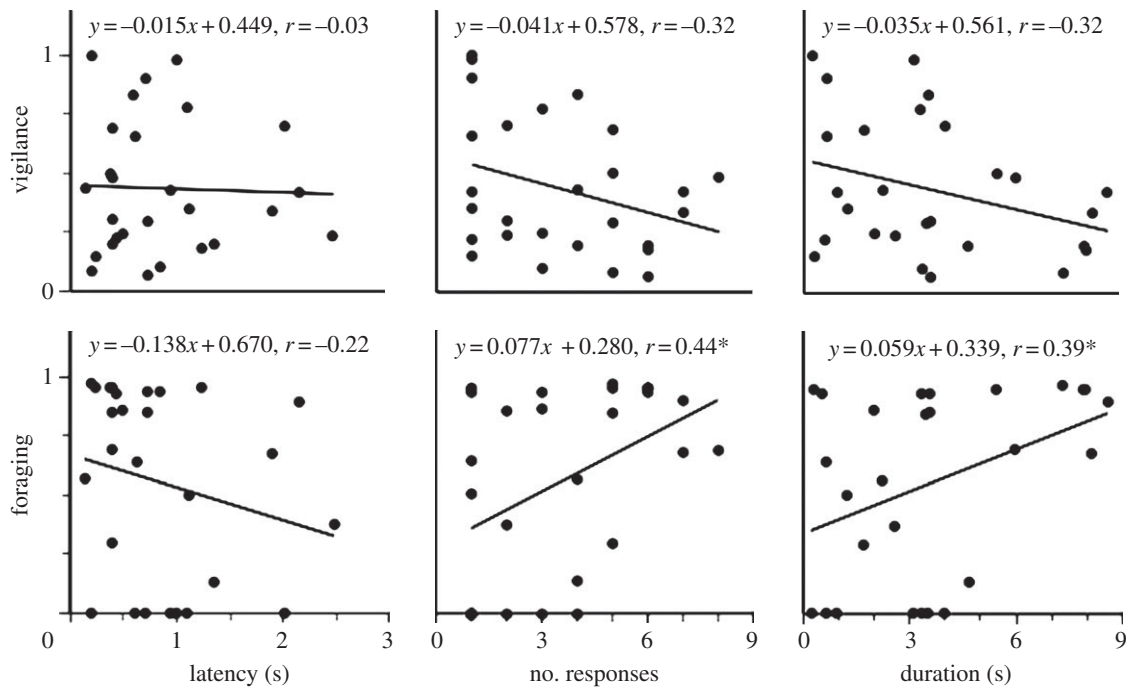 y = –0.015x + 0.449, r = –0.03
y = –0.041x + 0.578, r = –0.32
y = –0.035x + 0.561, r = –0.32
1
vigilance
0
y = –0.138x + 0.670, r = –0.22
y = 0.077x + 0.280, r = 0.44*
y = 0.059x + 0.339, r = 0.39*
1
foraging
0 1 2 3
0 3 6 9
0 3 6 9
latency (s)
no. responses
duration (s)